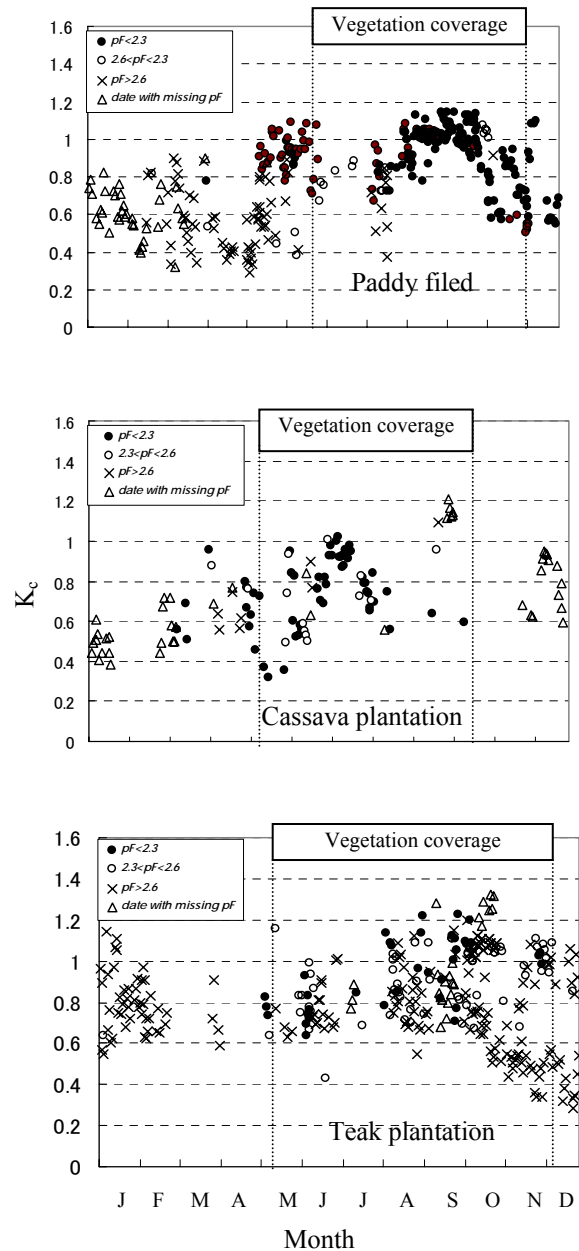 Vegetation coverage
1.6
1.4
1.2
1
0.8
0.6
0.4
0.2
0
pF<2.3
2.6<pF<2.3
pF>2.6
date with missing pF
Paddy filed
Vegetation coverage
1.6
1.4
1.2
1
0.8
0.6
0.4
0.2
0
pF<2.3
2.3<pF<2.6
pF>2.6
date with missing pF
Kc
Cassava plantation
Vegetation coverage
1.6
1.4
1.2
1
0.8
0.6
0.4
0.2
0
pF<2.3
2.3<pF<2.6
pF>2.6
date with missing pF
Teak plantation
J F M A M J J A S O N D
Month